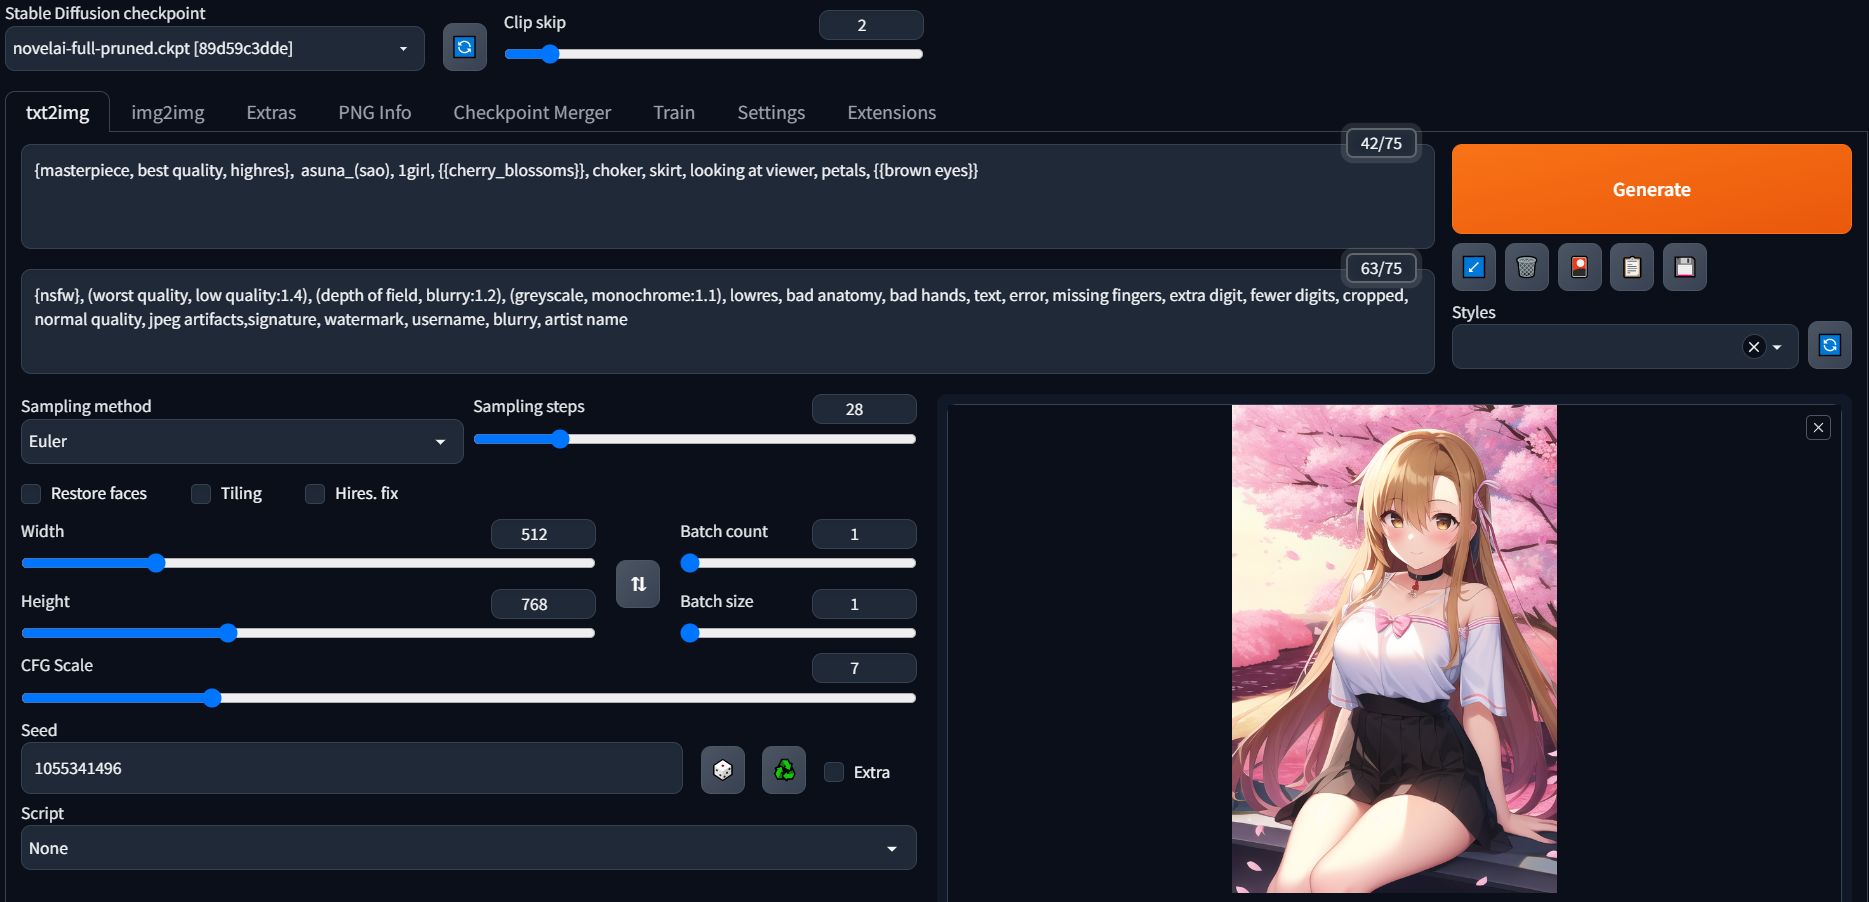 Stable Diffusion checkpoint
novelai-full-pruned.ckpt [89d59c3dde]
Clip skip
2
txt2img
img2img
Extras
PNG Info
Checkpoint Merger
Train
Settings
Extensions
42/75
{masterpiece, best quality, highres},  asuna_(sao), 1girl, {{cherry_blossoms}}, choker, skirt, looking at viewer, petals, {{brown eyes}}
Generate
63/75
{nsfw}, (worst quality, low quality:1.4), (depth of field, blurry:1.2), (greyscale, monochrome:1.1), lowres, bad anatomy, bad hands, text, error, missing fingers, extra digit, fewer digits, cropped,
normal quality, jpeg artifacts,signature, watermark, username, blurry, artist name
Styles
Sampling method
Euler
Sampling steps
28
Restore faces
Tiling
Hires. fix
Width
512
Batch count
1
Height
768
Batch size
1
CFG Scale
7
Seed
1055341496
Extra
Script
None